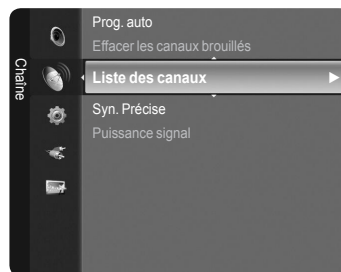 Chaîne
Prog. auto
Effacer les canaux brouillés
Liste des canaux
Syn. Précise
Puissance signal